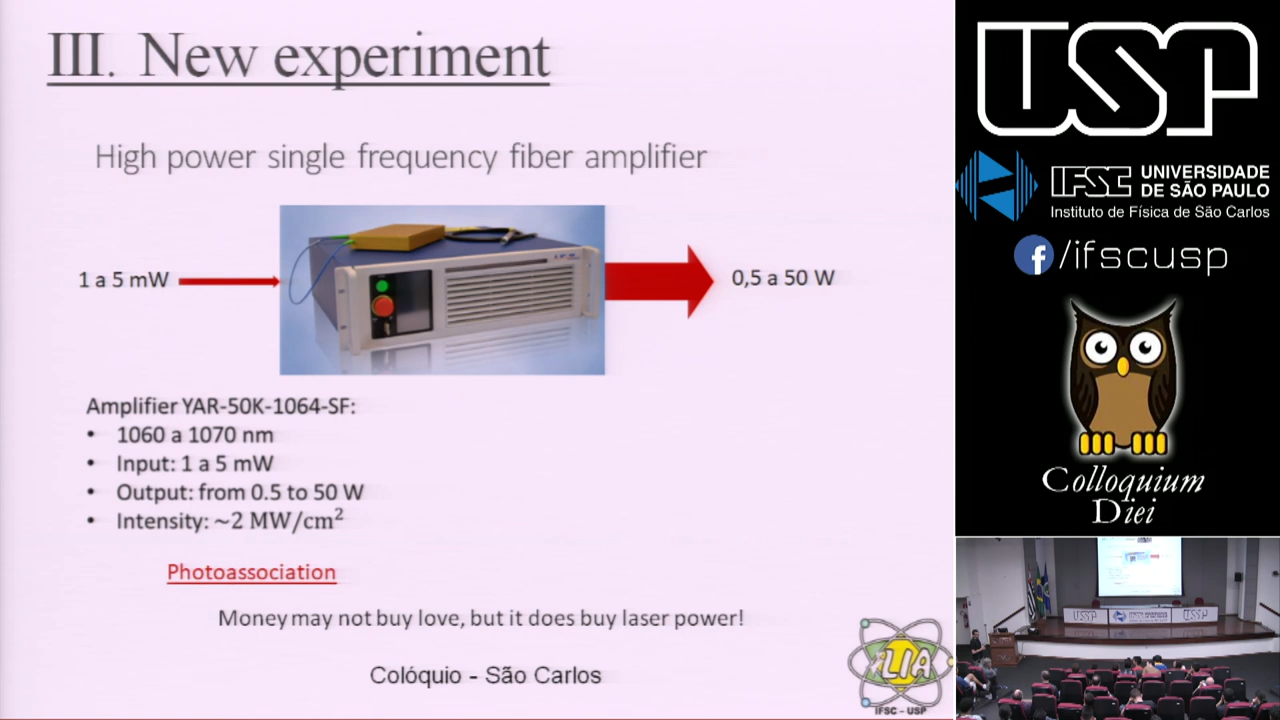 III. New experiment
High power single frequency fiber amplifier
1 a 5 mW
0,5 a 50 W
Amplifier YAR-50K-1064-SF:
• 1060 a 1070 nm
• Input: 1 a 5 mW
• Output: from 0.5 to 50 W
• Intensity: ~2 MW/cm²
Photoassociation
Money may not buy love, but it does buy laser power!
Colóquio - São Carlos
LIA
IFSC - USP
USP
IFSC UNIVERSIDADE
DE SÃO PAULO
Instituto de Física de São Carlos
f/ifscusp
Colloquium
Diei
USP
USP